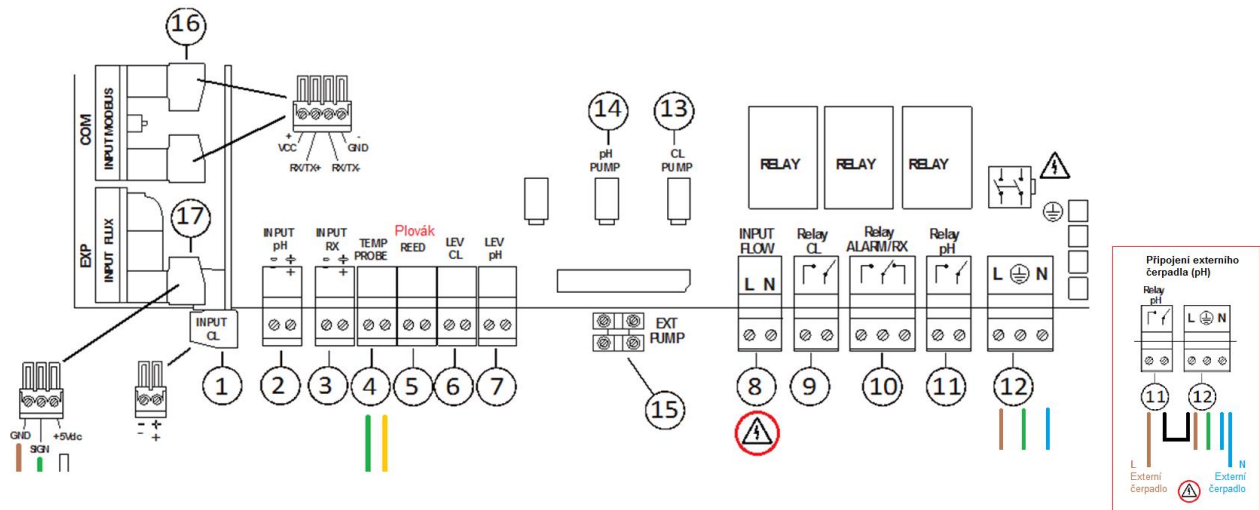 16
COM
INPUT MODBUS
+
VCC
RX/TX+
RX/TX-
-
GND
14
pH
PUMP
13
CL
PUMP
RELAY
RELAY
RELAY
EXP
INPUT FLUX
17
INPUT
CL
1
GND
SIGN
+5Vdc
- +
- +
INPUT
pH
- +
- +
2
INPUT
RX
- +
- +
3
TEMP
PROBE
4
Plovák
REED
5
LEV
CL
6
LEV
pH
7
EXT
PUMP
15
INPUT
FLOW
L N
8
Relay
CL
9
Relay
ALARM/RX
10
Relay
pH
11
L N
12
Připojení externího
čerpadla (pH)
Relay
pH
L N
11
12
L
Externí
čerpadlo
N
Externí
čerpadlo